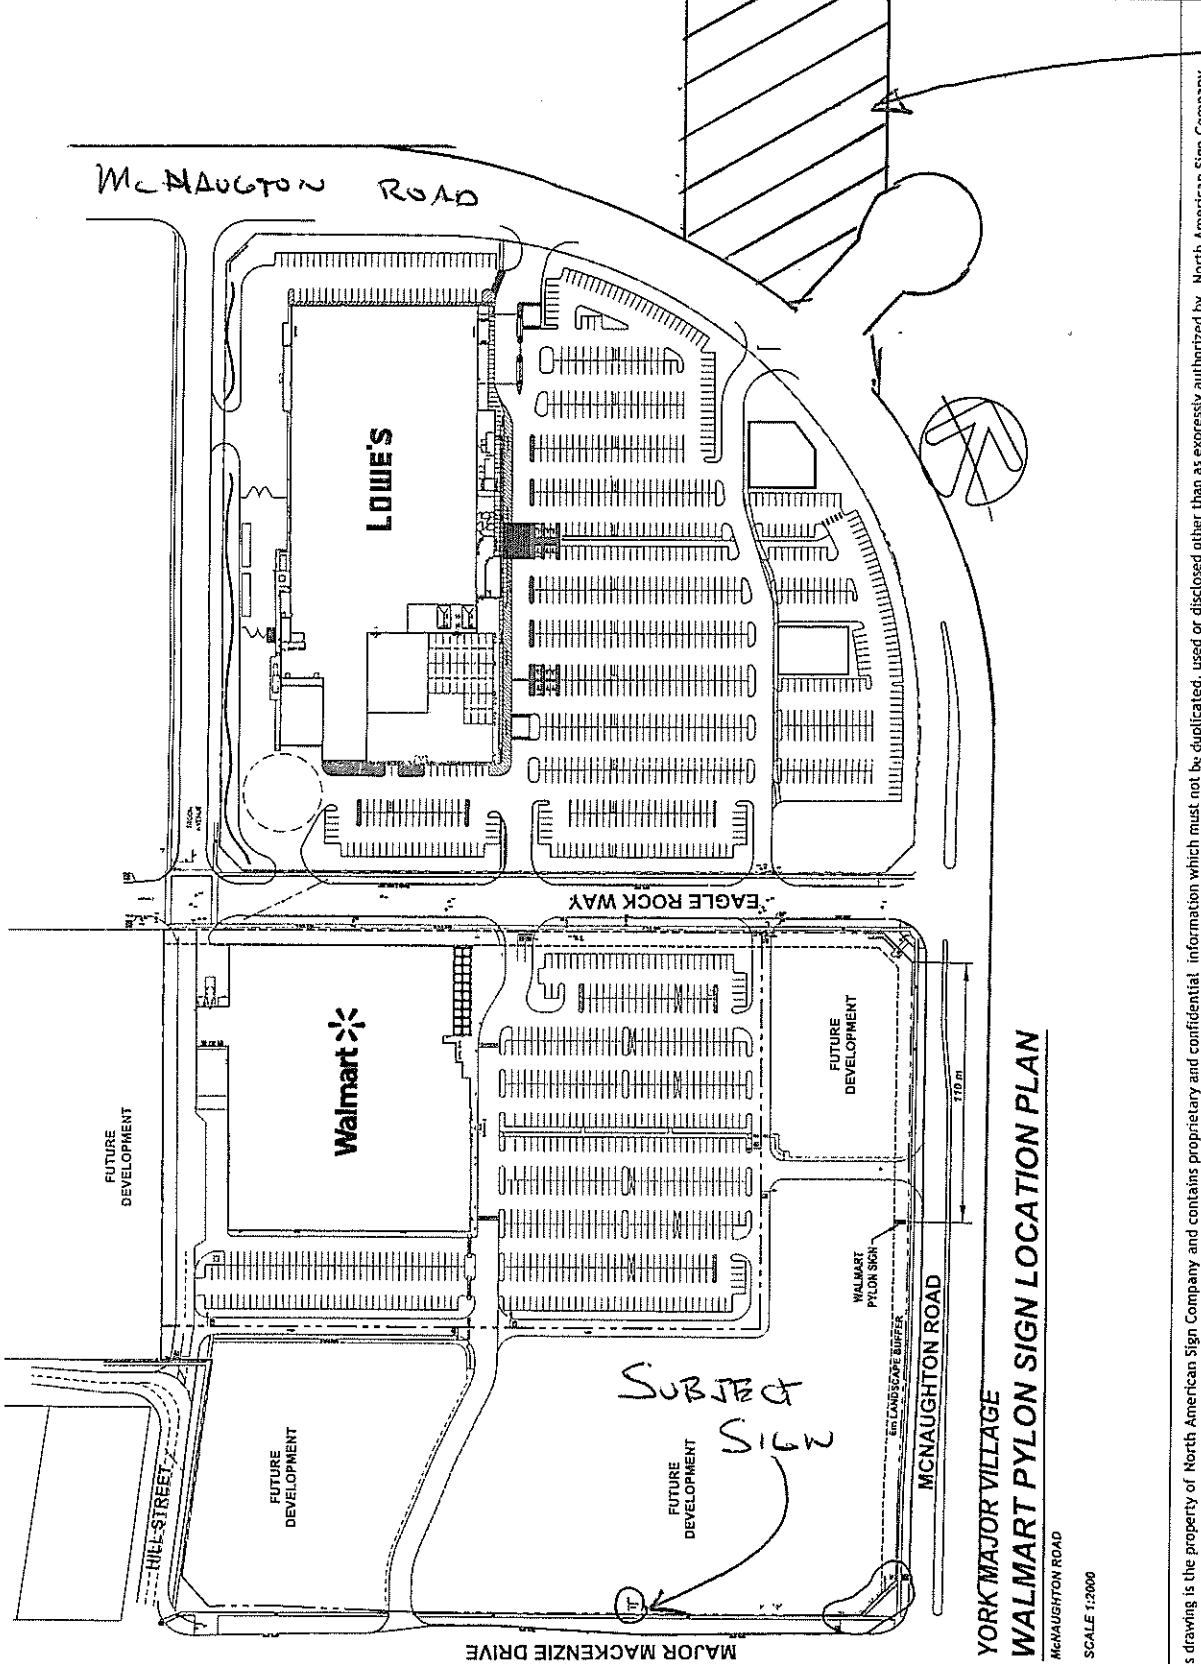 McNAUGTON ROAD
LOWE'S
EAGLE ROCK WAY
Walmart
FUTURE
DEVELOPMENT
FUTURE
DEVELOPMENT
WALMART
PYLON SIGN
110 m
HILL STREET
FUTURE
DEVELOPMENT
SUBJECT
SIGN
FUTURE
DEVELOPMENT
6m LANDSCAPE BUFFER
MCNAUGHTON ROAD
MAJOR MACKENZIE DRIVE
YORK MAJOR VILLAGE
WALMART PYLON SIGN LOCATION PLAN
McNAUGHTON ROAD
SCALE 1:2000
s drawing is the property of North American Sign Company and contains proprietary and confidential information which must not be duplicated, used or disclosed other than as expressly authorized by North American Sign Company